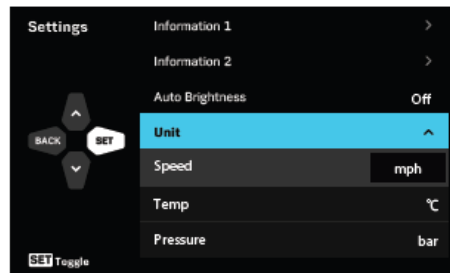 Settings
Information 1
Information 2
Auto Brightness Off
BACK SET
Unit
Speed mph
Temp ℃
Pressure bar
SET Toggle